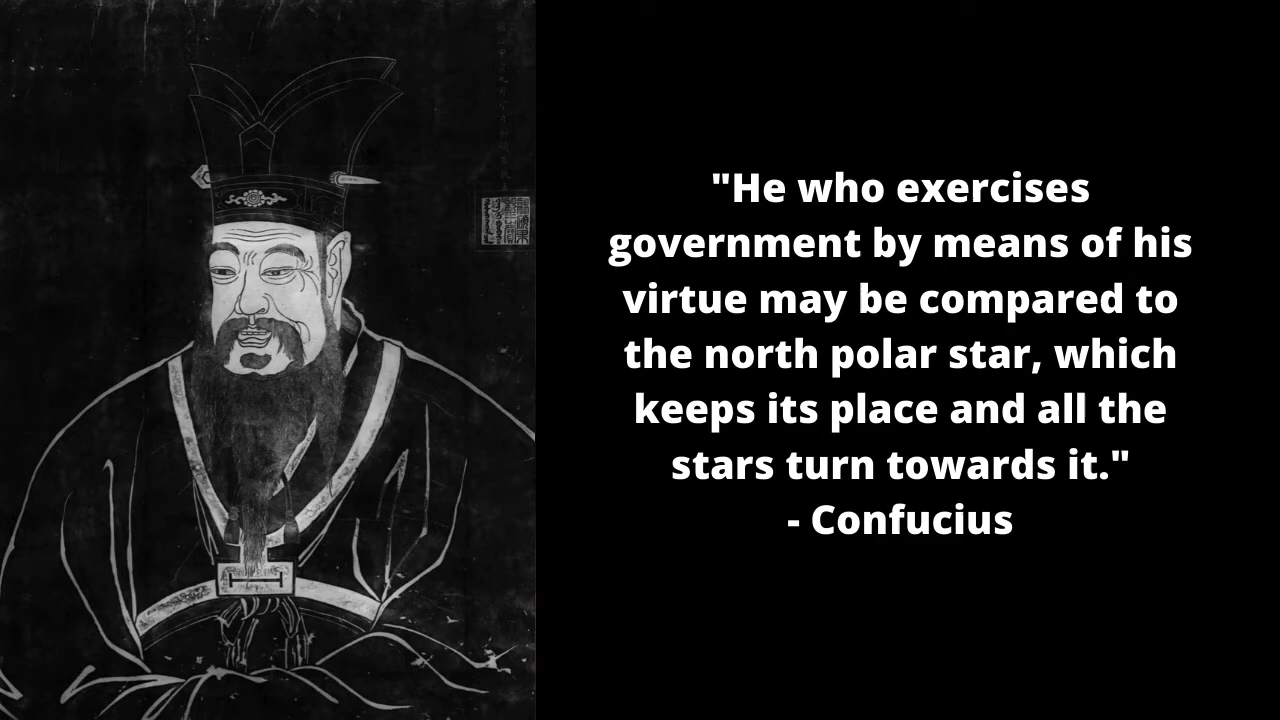 "He who exercises
government by means of his
virtue may be compared to
the north polar star, which
keeps its place and all the
stars turn towards it."
- Confucius